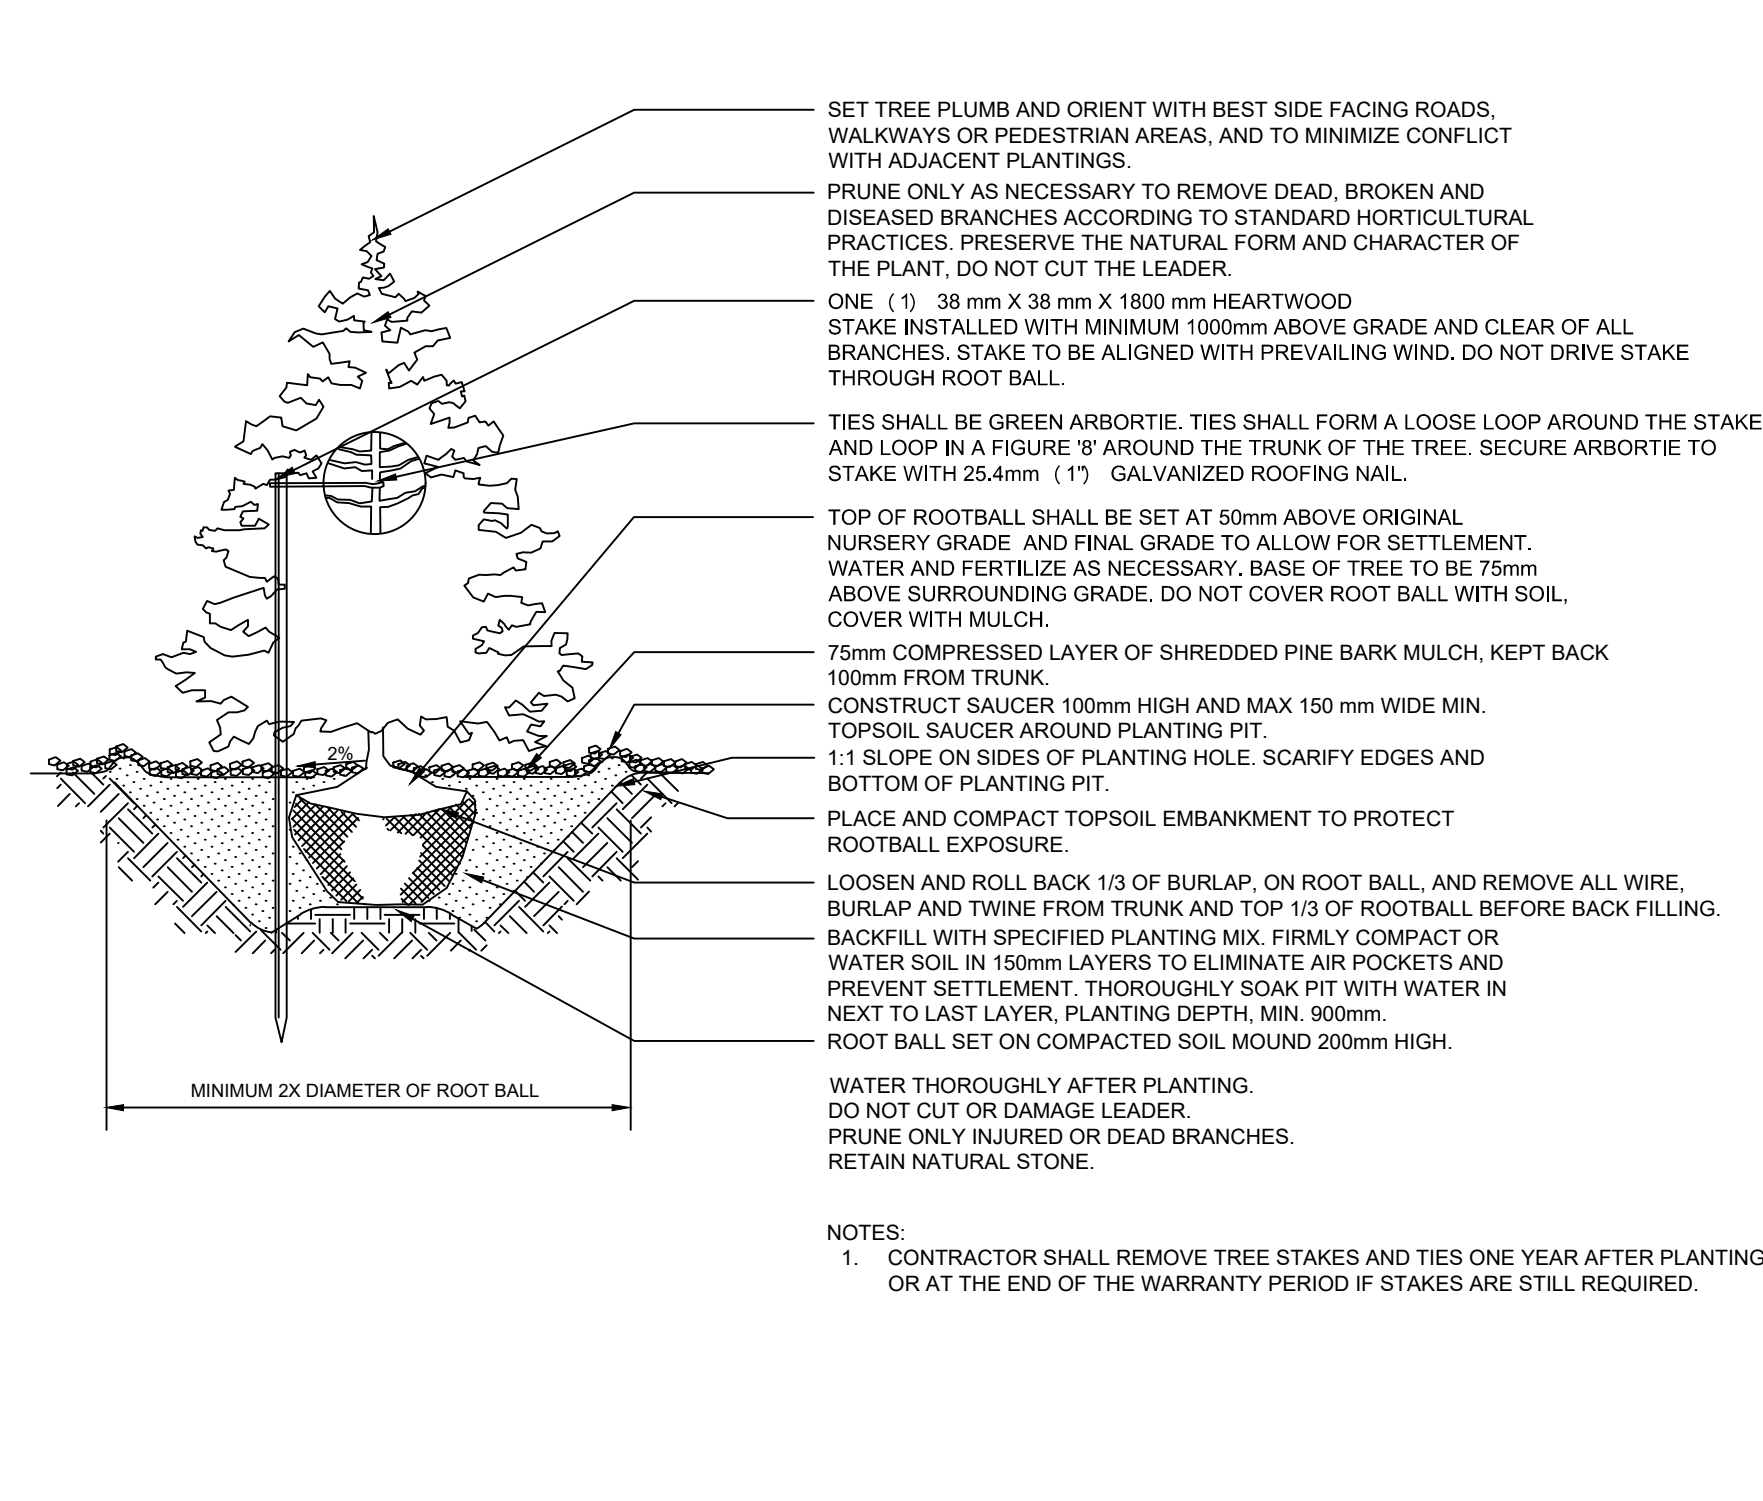 SET TREE PLUMB AND ORIENT WITH BEST SIDE FACING ROADS,
WALKWAYS OR PEDESTRIAN AREAS, AND TO MINIMIZE CONFLICT
WITH ADJACENT PLANTINGS.
PRUNE ONLY AS NECESSARY TO REMOVE DEAD, BROKEN AND
DISEASED BRANCHES ACCORDING TO STANDARD HORTICULTURAL
PRACTICES. PRESERVE THE NATURAL FORM AND CHARACTER OF
THE PLANT, DO NOT CUT THE LEADER.
ONE (1) 38 mm X 38 mm X 1800 mm HEARTWOOD
STAKE INSTALLED WITH MINIMUM 1000mm ABOVE GRADE AND CLEAR OF ALL
BRANCHES. STAKE TO BE ALIGNED WITH PREVAILING WIND. DO NOT DRIVE STAKE
THROUGH ROOT BALL.
TIES SHALL BE GREEN ARBORTIE. TIES SHALL FORM A LOOSE LOOP AROUND THE STAKE
AND LOOP IN A FIGURE '8' AROUND THE TRUNK OF THE TREE. SECURE ARBORTIE TO
STAKE WITH 25.4mm (1") GALVANIZED ROOFING NAIL.
TOP OF ROOTBALL SHALL BE SET AT 50mm ABOVE ORIGINAL
NURSERY GRADE AND FINAL GRADE TO ALLOW FOR SETTLEMENT.
WATER AND FERTILIZE AS NECESSARY. BASE OF TREE TO BE 75mm
ABOVE SURROUNDING GRADE. DO NOT COVER ROOT BALL WITH SOIL,
COVER WITH MULCH.
75mm COMPRESSED LAYER OF SHREDDED PINE BARK MULCH, KEPT BACK
100mm FROM TRUNK.
CONSTRUCT SAUCER 100mm HIGH AND MAX 150 mm WIDE MIN.
TOPSOIL SAUCER AROUND PLANTING PIT.
1:1 SLOPE ON SIDES OF PLANTING HOLE. SCARIFY EDGES AND
BOTTOM OF PLANTING PIT.
PLACE AND COMPACT TOPSOIL EMBANKMENT TO PROTECT
ROOTBALL EXPOSURE.
LOOSEN AND ROLL BACK 1/3 OF BURLAP, ON ROOT BALL, AND REMOVE ALL WIRE,
BURLAP AND TWINE FROM TRUNK AND TOP 1/3 OF ROOTBALL BEFORE BACK FILLING.
BACKFILL WITH SPECIFIED PLANTING MIX. FIRMLY COMPACT OR
WATER SOIL IN 150mm LAYERS TO ELIMINATE AIR POCKETS AND
PREVENT SETTLEMENT. THOROUGHLY SOAK PIT WITH WATER IN
NEXT TO LAST LAYER, PLANTING DEPTH, MIN. 900mm.
ROOT BALL SET ON COMPACTED SOIL MOUND 200mm HIGH.
2%
MINIMUM 2X DIAMETER OF ROOT BALL
WATER THOROUGHLY AFTER PLANTING.
DO NOT CUT OR DAMAGE LEADER.
PRUNE ONLY INJURED OR DEAD BRANCHES.
RETAIN NATURAL STONE.
NOTES:
1. CONTRACTOR SHALL REMOVE TREE STAKES AND TIES ONE YEAR AFTER PLANTING
OR AT THE END OF THE WARRANTY PERIOD IF STAKES ARE STILL REQUIRED.